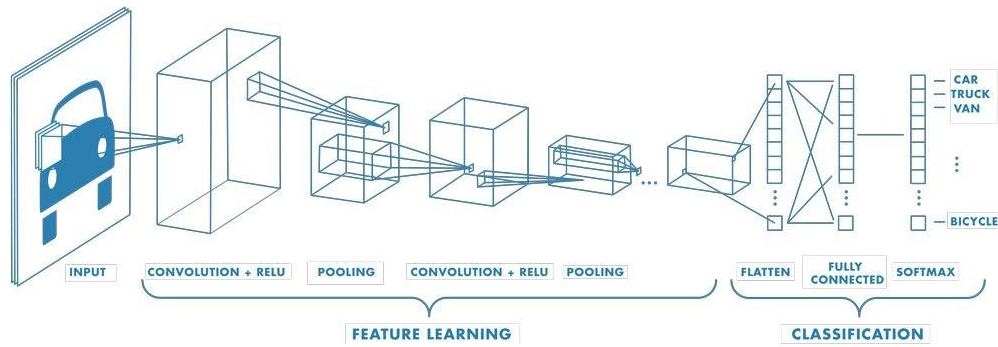 CAR
TRUCK
VAN
BICYCLE
INPUT
CONVOLUTION + RELU
POOLING
CONVOLUTION + RELU
POOLING
FLATTEN
FULLY
CONNECTED
SOFTMAX
FEATURE LEARNING
CLASSIFICATION